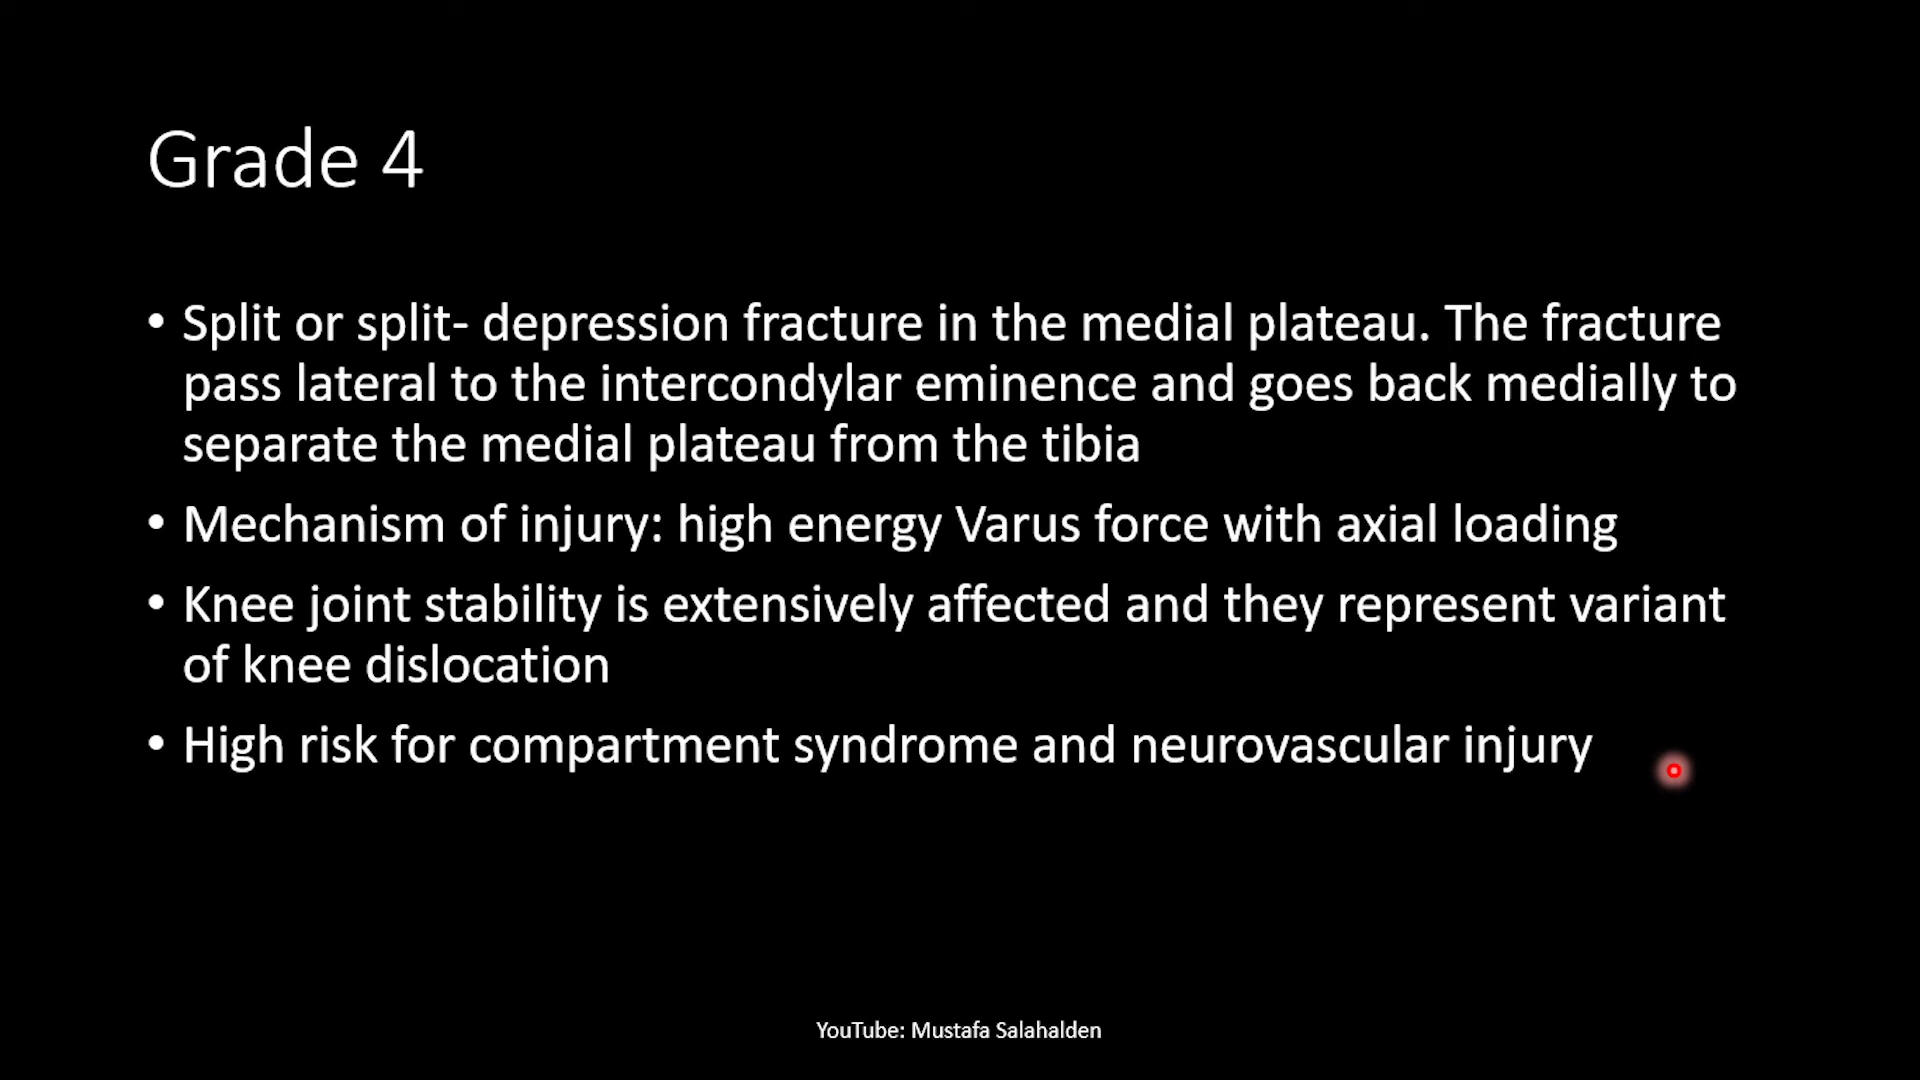 Grade 4
• Split or split- depression fracture in the medial plateau. The fracture
pass lateral to the intercondylar eminence and goes back medially to
separate the medial plateau from the tibia
• Mechanism of injury: high energy Varus force with axial loading
• Knee joint stability is extensively affected and they represent variant
of knee dislocation
• High risk for compartment syndrome and neurovascular injury
YouTube: Mustafa Salahalden